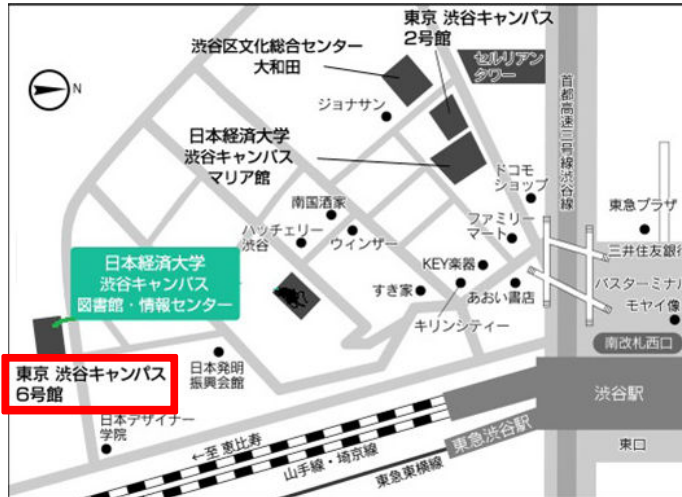 東京 渋谷キャンパス
2号館
渋谷区文化総合センター
大和田
セルリアン
タワー
N
ジョナサン
首都高速三号線渋谷線
日本経済大学
渋谷キャンパス
マリア館
ドコモ
ショップ
東急プラザ
南国酒家
ハッチェリー
渋谷
ウィンザー
ファミリー
マート
三井住友銀行
日本経済大学
渋谷キャンパス
図書館・情報センター
KEY楽器
すき家
あおい書店
キリンシティー
バスターミナル
モヤイ像
南改札西口
東京 渋谷キャンパス
6号館
日本発明
振興会館
渋谷駅
日本デザイナー
学院
←至 恵比寿
山手線・埼京線
東急渋谷駅
東急東横線
東口